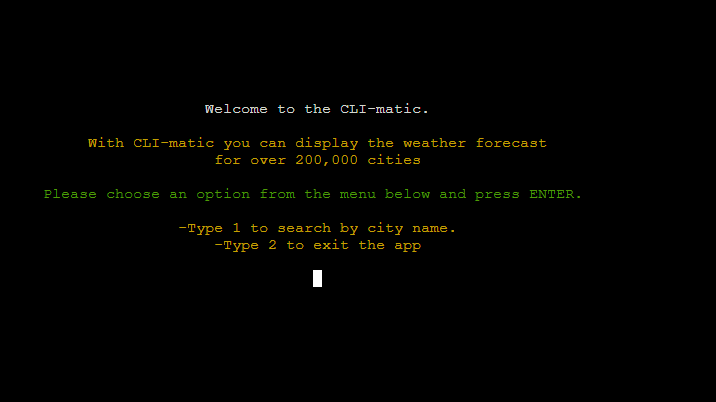 Welcome to the CLI-matic.
With CLI-matic you can display the weather forecast
for over 200,000 cities
Please choose an option from the menu below and press ENTER.
-Type 1 to search by city name.
-Type 2 to exit the app